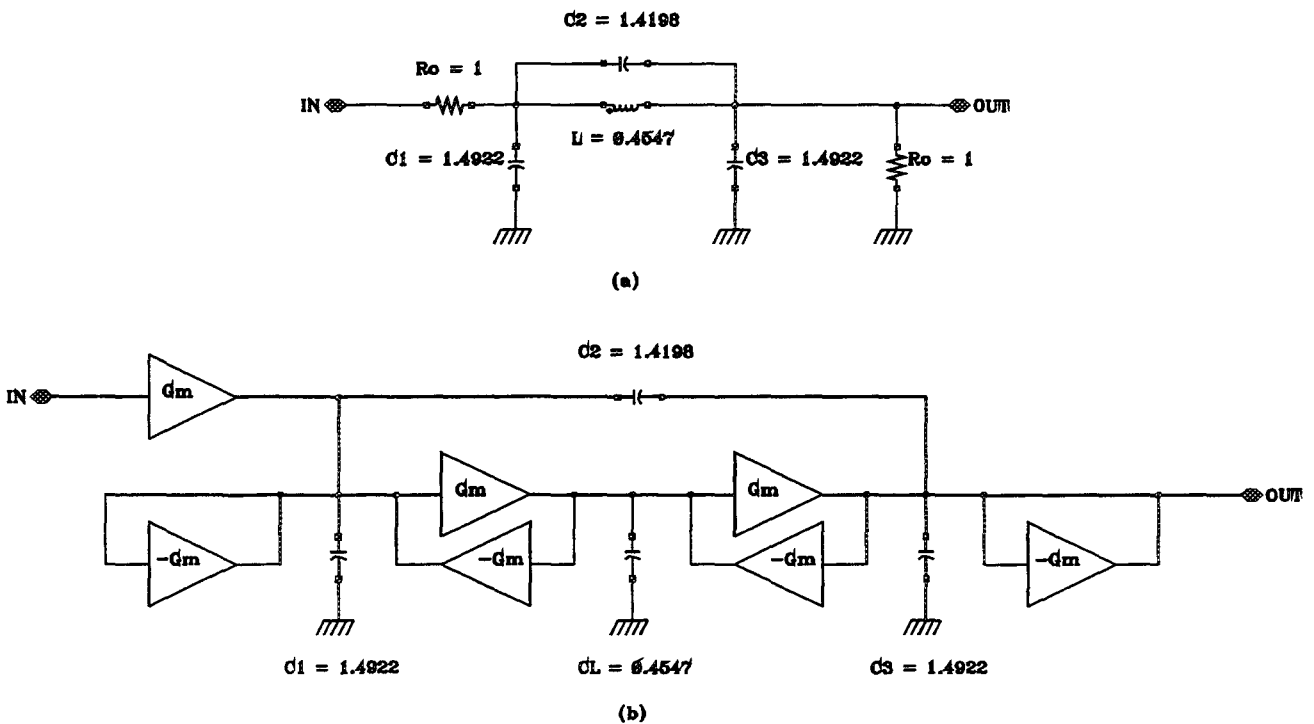 C2 = 1.4198
Ro = 1
IN
OUT
L = 0.4547
C1 = 1.4922
C3 = 1.4922
Ro = 1
(a)
C2 = 1.4198
IN
Gm
Gm
Gm
OUT
-Gm
-Gm
-Gm
-Gm
C1 = 1.4922
CL = 0.4547
C3 = 1.4922
(b)